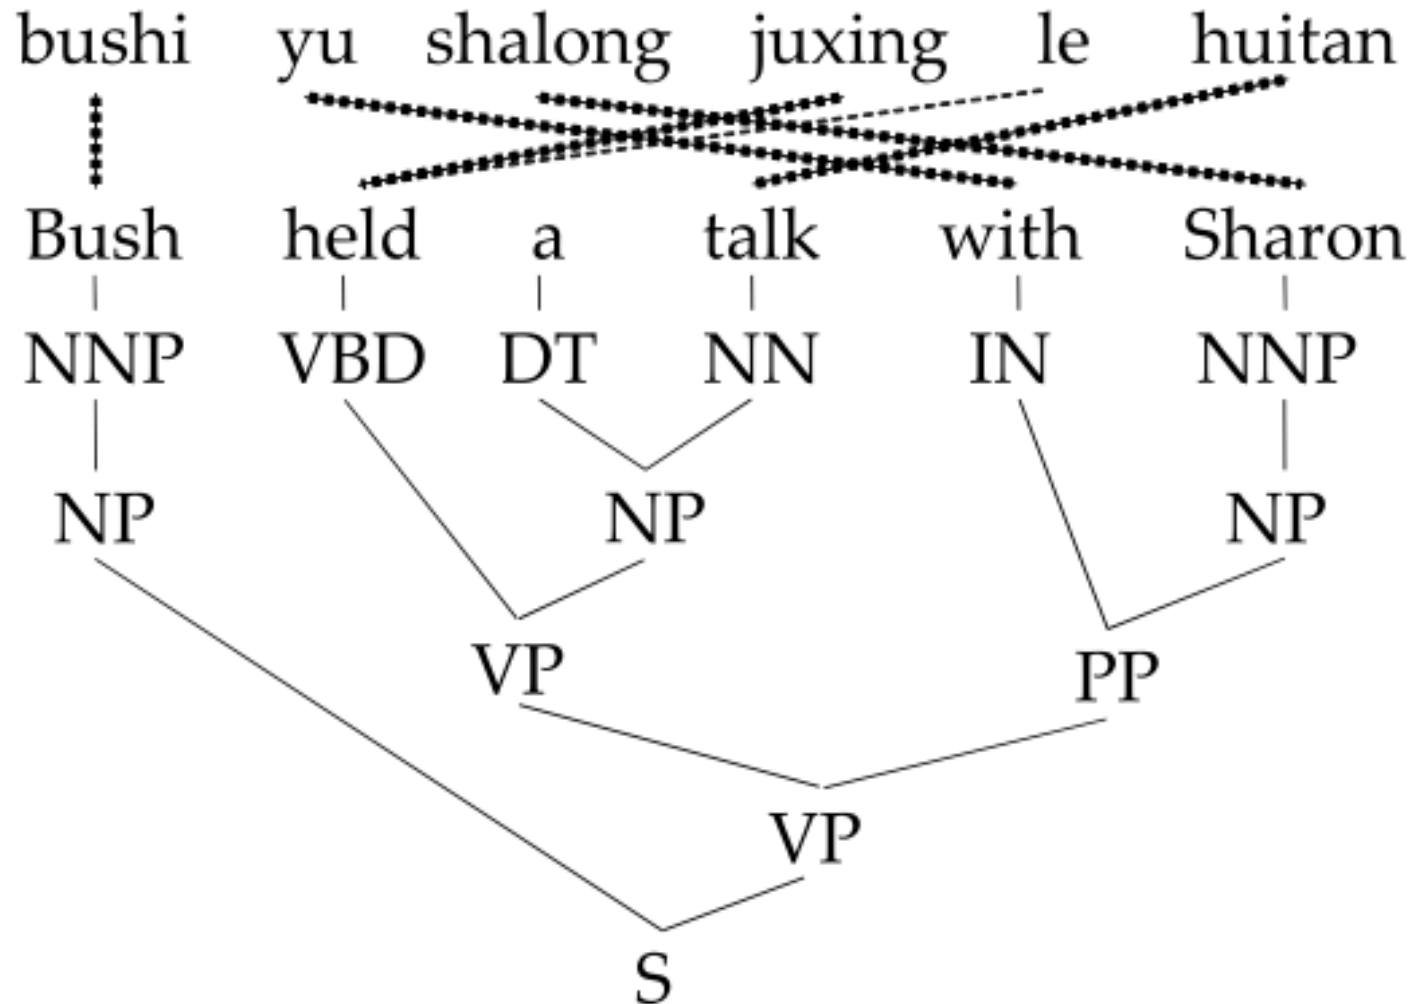 bushi yu shalong juxing le huitan
Bush held a talk with Sharon
NNP VBD DT NN IN NNP
NP NP NP
VP PP
VP
S